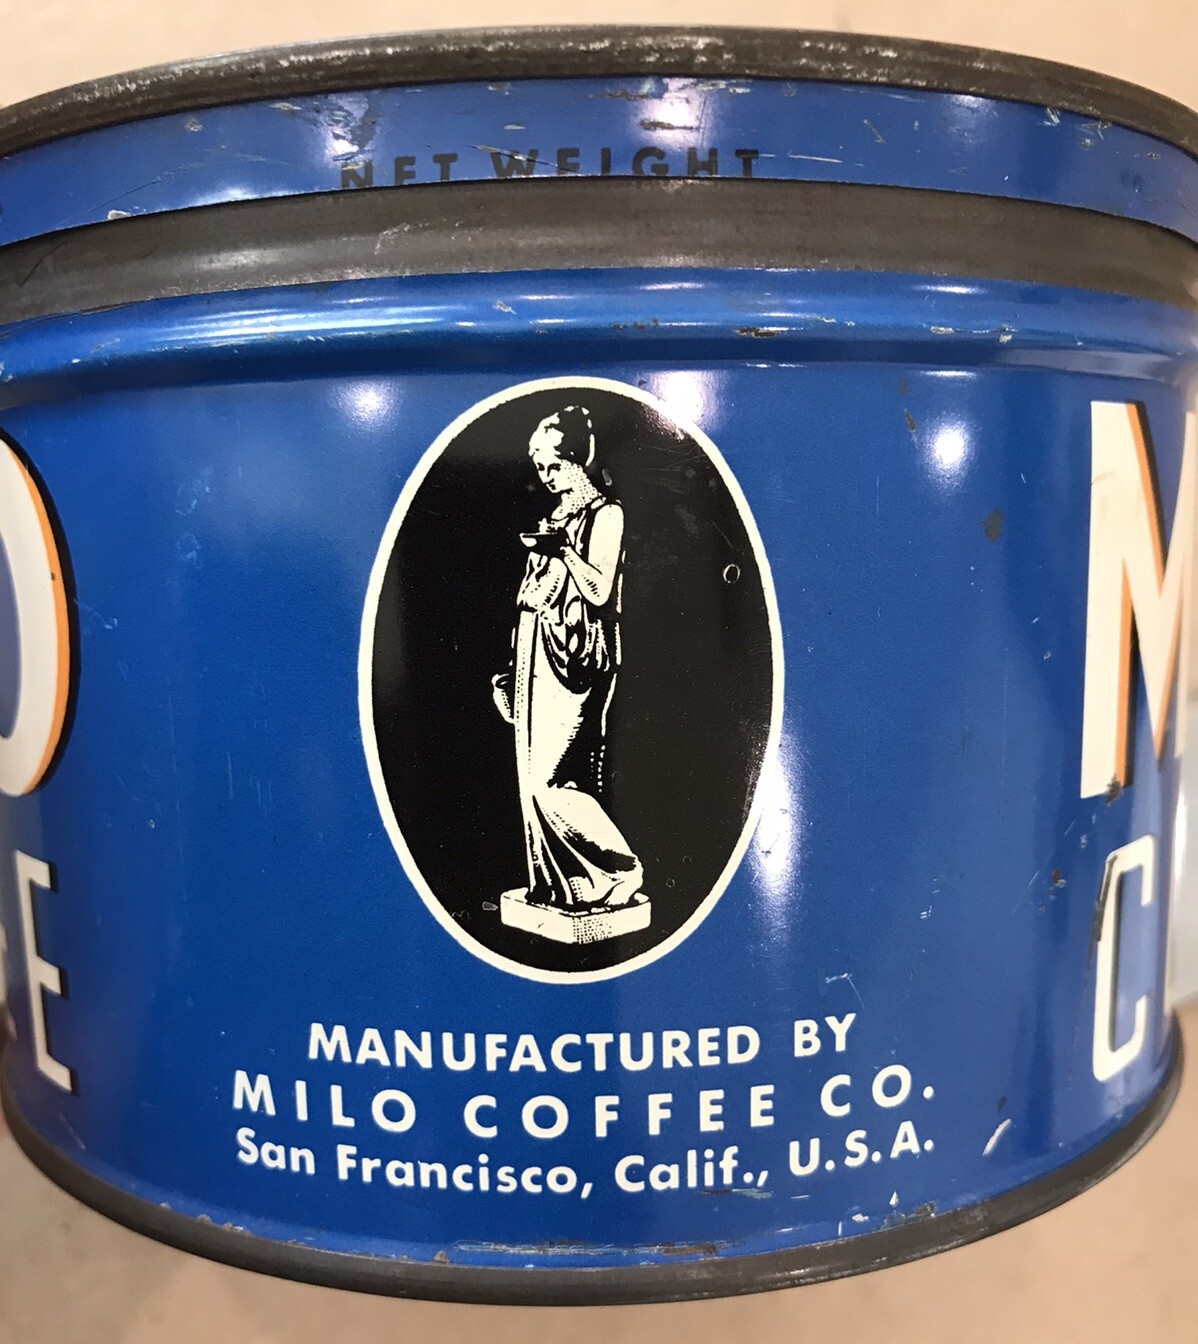 NET WEIGHT
MANUFACTURED BY
MILO COFFEE CO.
San Francisco, Calif., U.S.A.